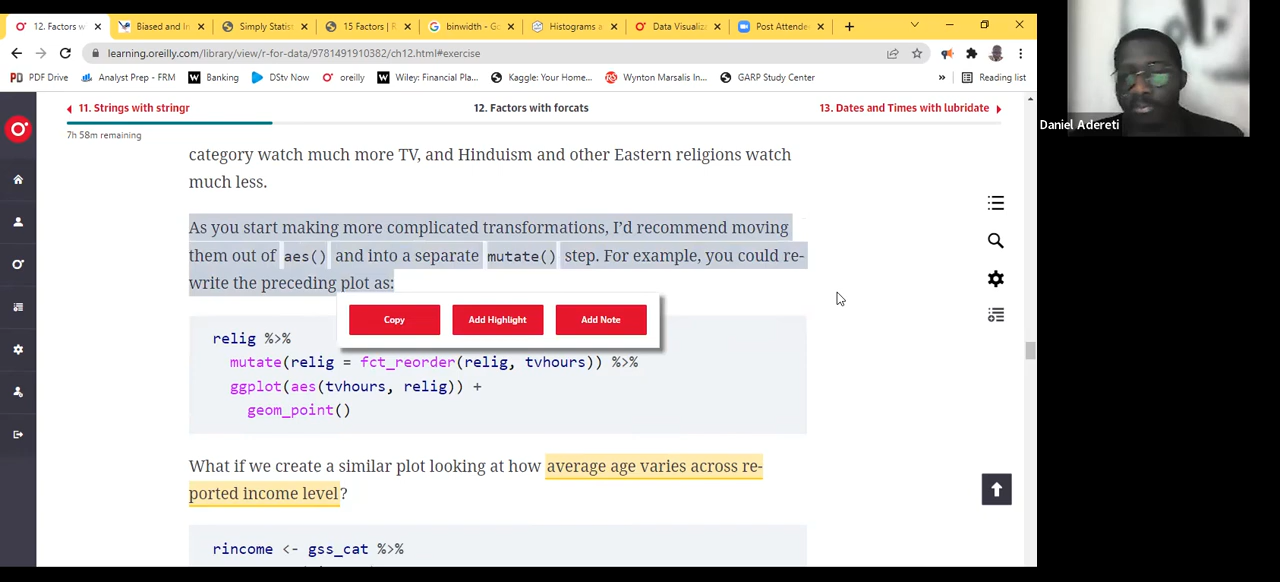 12. Factors w
Biased and In
Simply Statist
15 Factors | R
binwidth - Go
Histograms a
Data Visualiz
Post Attende
learning.oreilly.com/library/view/r-for-data/9781491910382/ch12.html#exercise
PDF Drive
Analyst Prep - FRM
Banking
DStv Now
oreilly
Wiley: Financial Pla...
Kaggle: Your Home...
Wynton Marsalis In...
GARP Study Center
»
Reading list
11. Strings with stringr
12. Factors with forcats
13. Dates and Times with lubridate
7h 58m remaining
Daniel Adereti
category watch much more TV, and Hinduism and other Eastern religions watch
much less.
As you start making more complicated transformations, I’d recommend moving
them out of aes() and into a separate mutate() step. For example, you could re-
write the preceding plot as:
Copy
Add Highlight
Add Note
relig %>%
mutate(relig = fct_reorder(relig, tvhours)) %>%
ggplot(aes(tvhours, relig)) +
geom_point()
What if we create a similar plot looking at how average age varies across re-
ported income level?
rincome <- gss_cat %>%